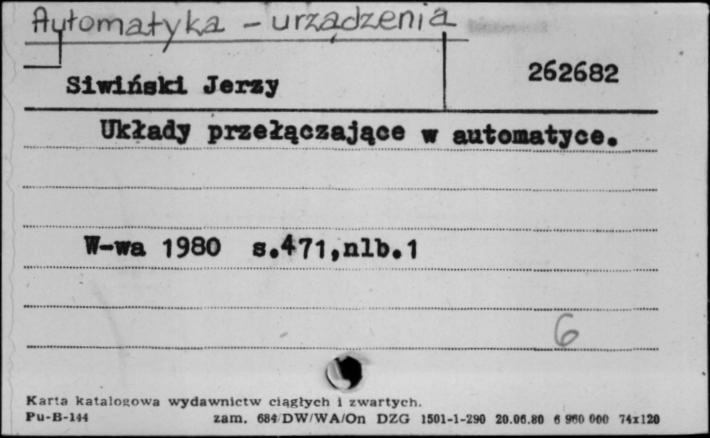 Automatyka - urządzenia
Siwiński Jerzy
262682
Układy przełączające w automatyce.
W-wa 1980 s.471,nlb.1
6
Karta katalogowa wydawnictw ciągłych i zwartych.
Pu-B-144 zam. 684/DW/WA/On DZG 1501-1-290 20.06.80 6 960 000 74x120